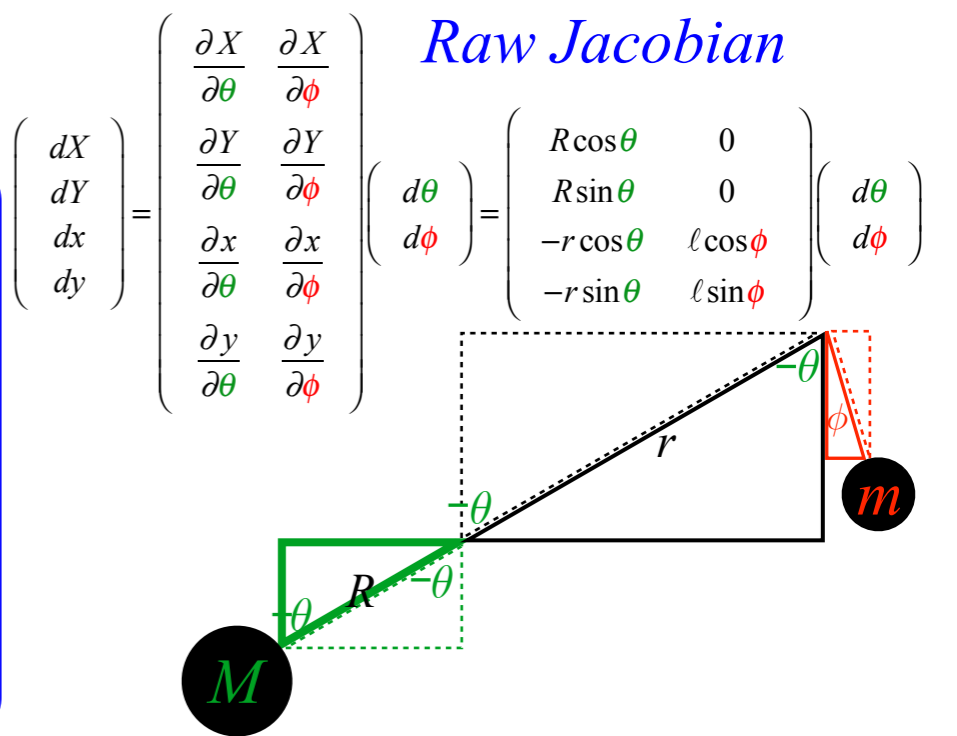 Raw Jacobian
( dX dY dx dy ) = ( ∂X/∂θ ∂X/∂ϕ ∂Y/∂θ ∂Y/∂ϕ ∂x/∂θ ∂x/∂ϕ ∂y/∂θ ∂y/∂ϕ ) ( dθ dϕ ) = ( Rcosθ 0 Rsinθ 0 −rcosθ ℓcosϕ −rsinθ ℓsinϕ ) ( dθ dϕ )
−θ
ϕ
r
m
−θ
−θ
R
−θ
M